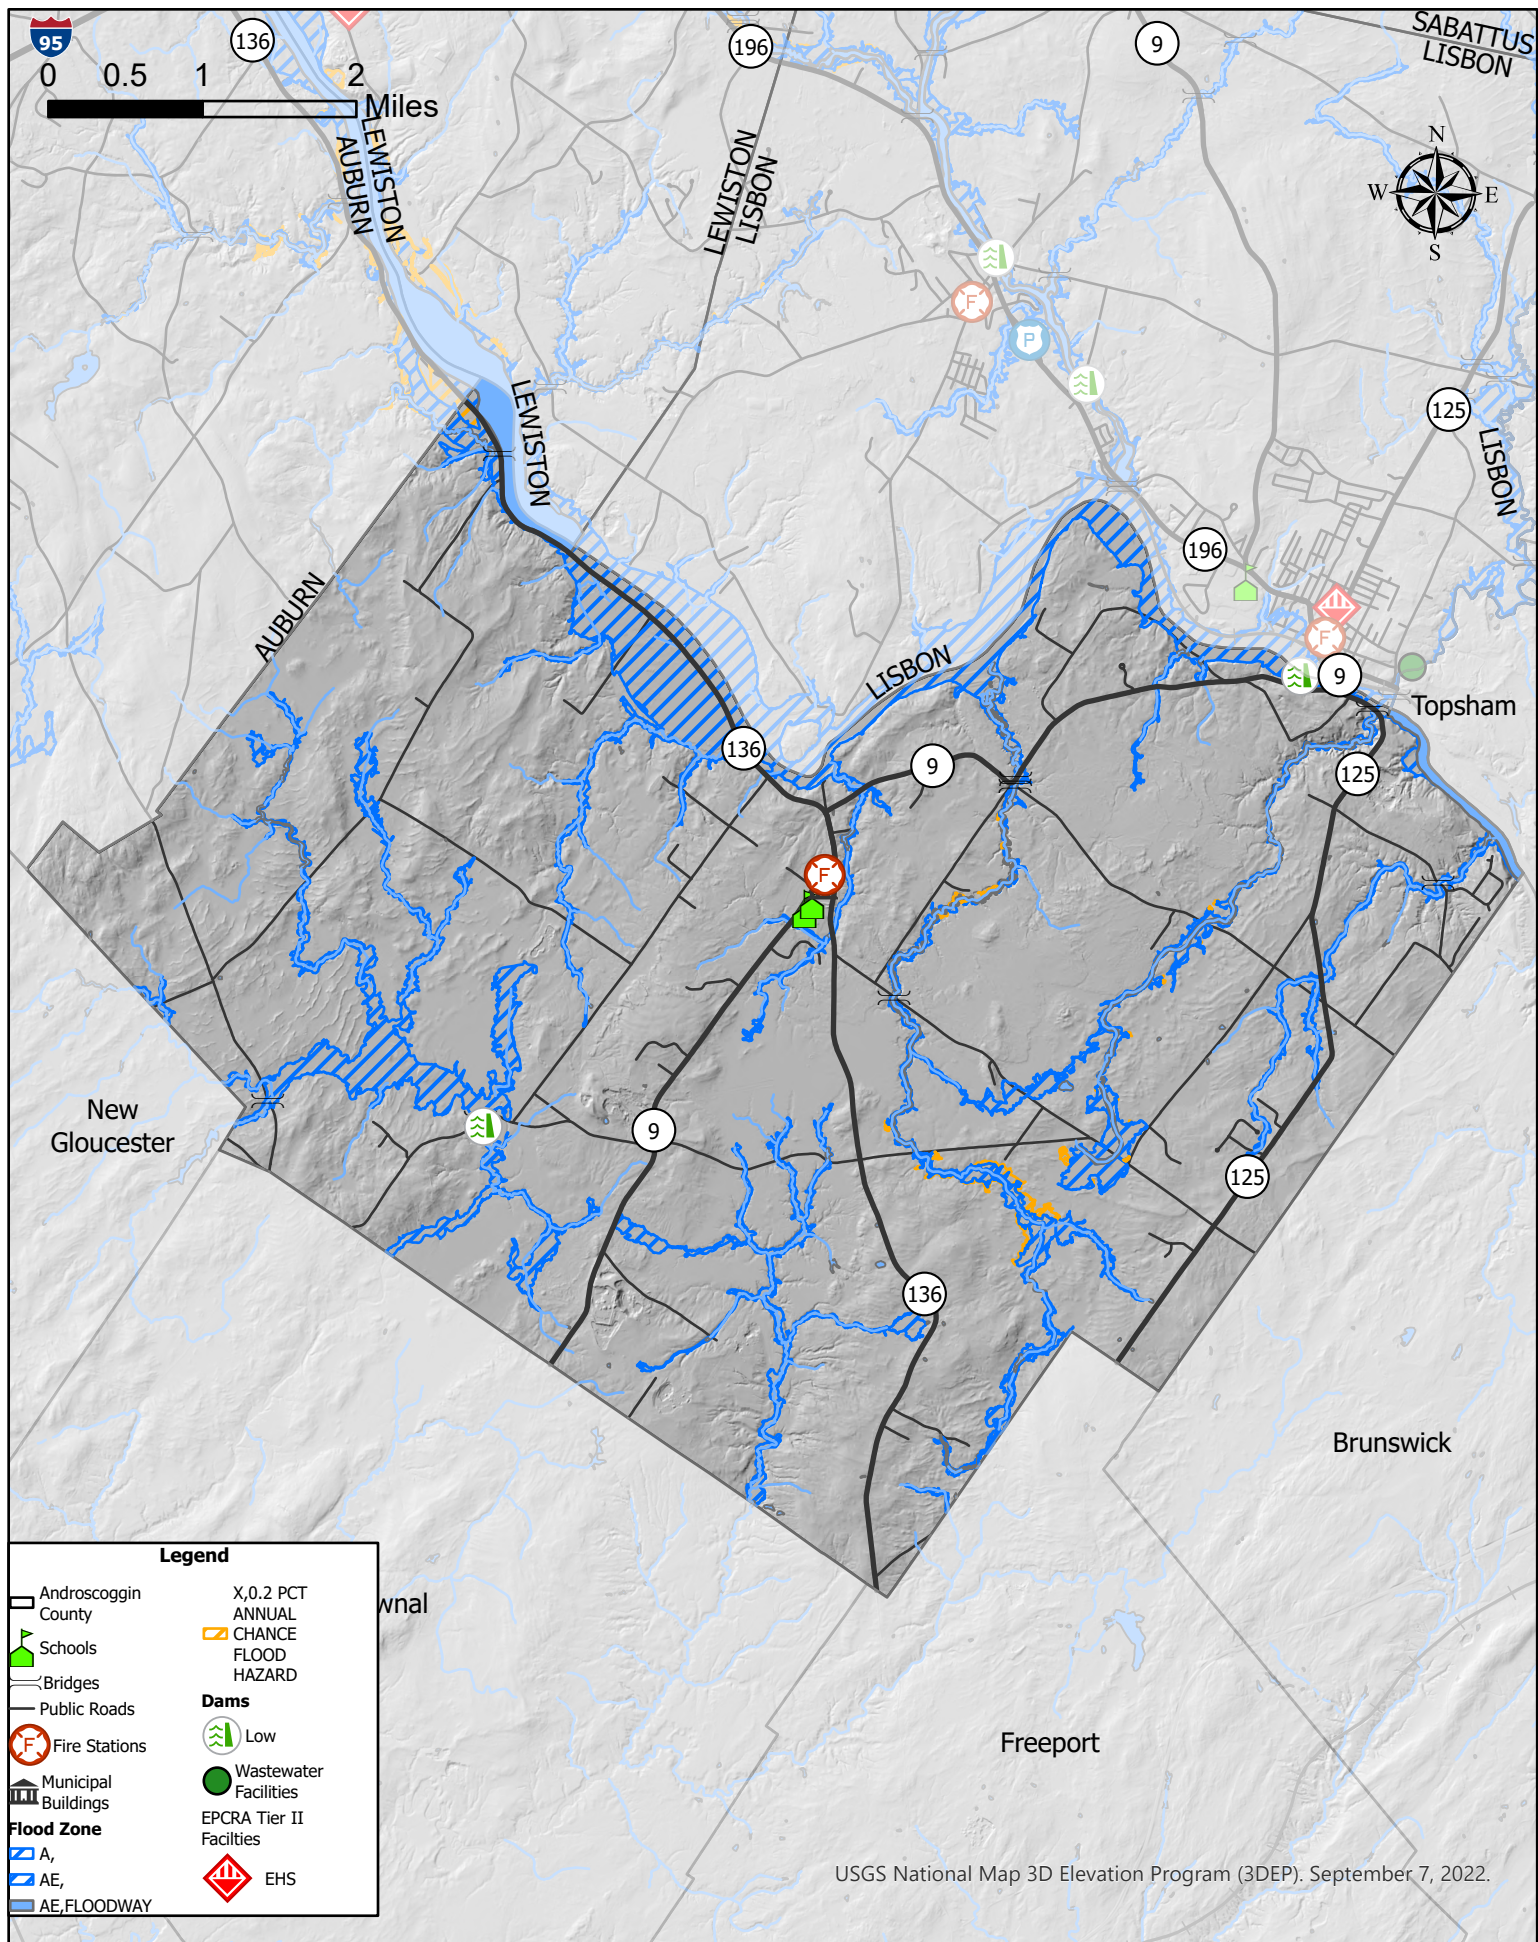 95
136
196
9
SABATTUS
LISBON
0 0.5 1 2
Miles
LEWISTON
AUBURN
LEWISTON
LISBON
N
W E
S
F
P
125
LISBON
LEWISTON
196
AUBURN
F
LISBON
9
Topsham
136
9
125
F
New
Gloucester
9
125
136
Brunswick
wnal
Freeport
Legend
Androscoggin
County
Schools
Bridges
Public Roads
F Fire Stations
Municipal
Buildings
Flood Zone
A,
AE,
AE,FLOODWAY
X,0.2 PCT
ANNUAL
CHANCE
FLOOD
HAZARD
Dams
Low
Wastewater
Facilities
EPCRA Tier II
Facilties
EHS
USGS National Map 3D Elevation Program (3DEP). September 7, 2022.